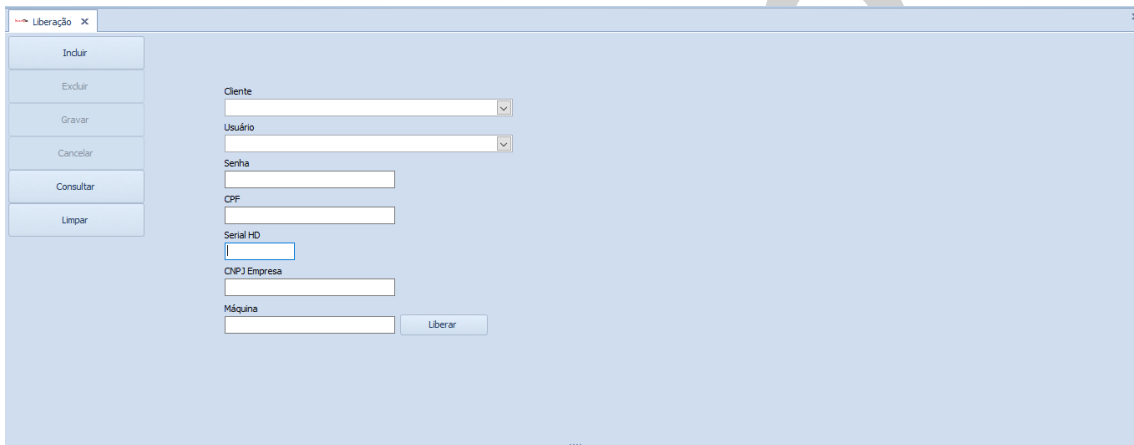 Liberação X
Incluir
Excluir
Gravar
Cancelar
Consultar
Limpar
Cliente
Usuário
Senha
CPF
Serial HD
CNPJ Empresa
Máquina
Liberar